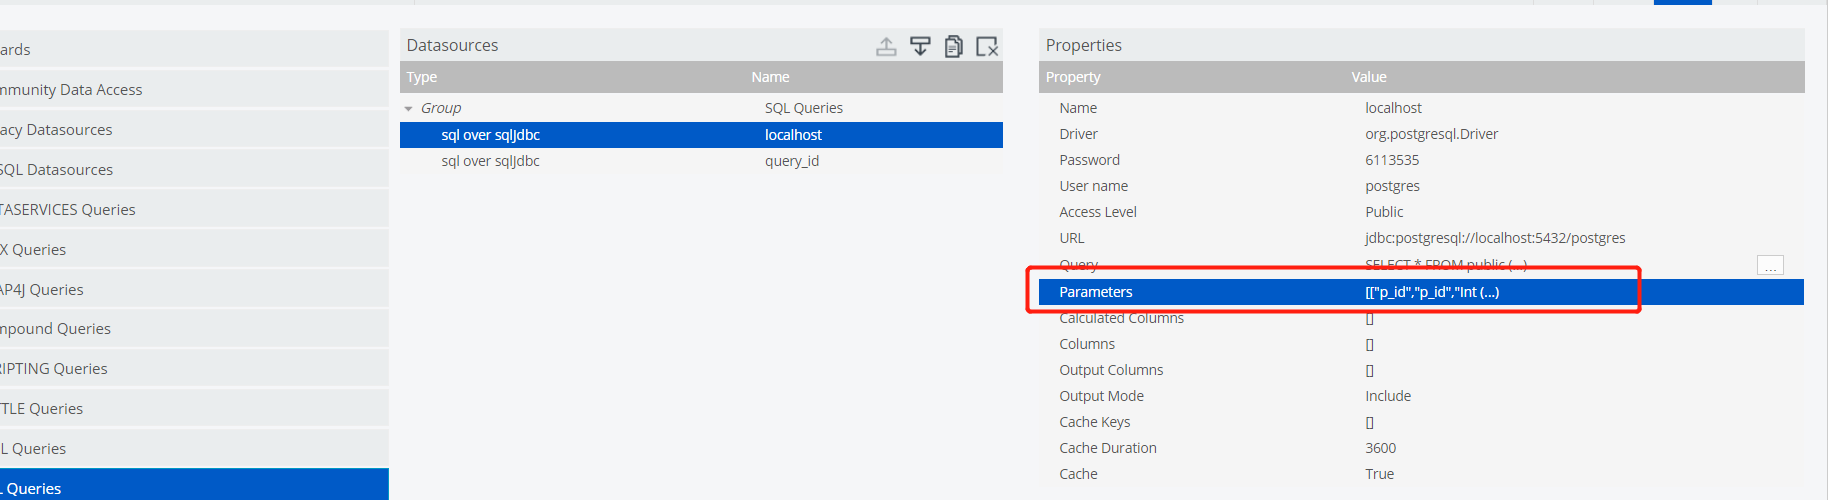 ards
mmunity Data Access
acy Datasources
SQL Datasources
TASERVICES Queries
X Queries
AP4J Queries
mpound Queries
RIPTING Queries
TLE Queries
L Queries
L Queries
Datasources
Type Name
Group SQL Queries
sql over sqlJdbc localhost
sql over sqlJdbc query_id
Properties
Property Value
Name localhost
Driver org.postgresql.Driver
Password 6113535
User name postgres
Access Level Public
URL jdbc:postgresql://localhost:5432/postgres
Query SELECT * FROM public (...) ...
Parameters [["p_id","p_id","Int (...)
Calculated Columns []
Columns []
Output Columns []
Output Mode Include
Cache Keys []
Cache Duration 3600
Cache True